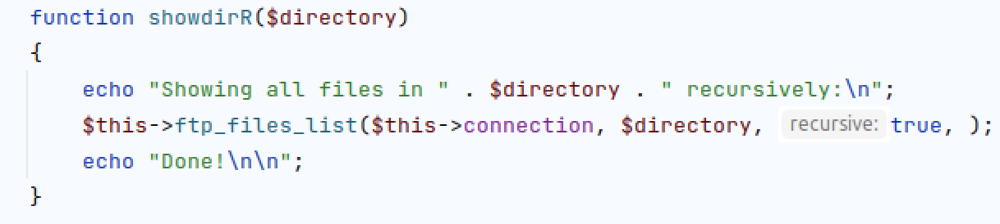 function showdirR($directory)
{
echo "Showing all files in " . $directory . " recursively:\n";
$this->ftp_files_list($this->connection, $directory, recursive: true, );
echo "Done!\n\n";
}